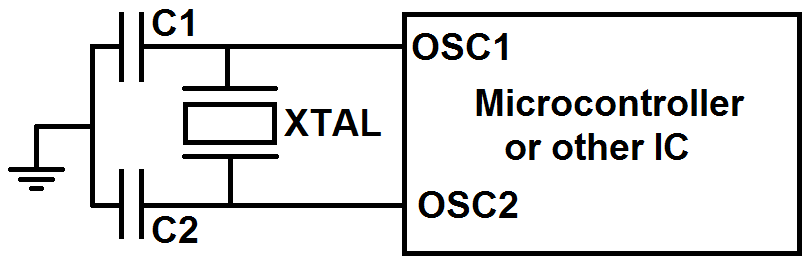 C1
OSC1
XTAL
Microcontroller
or other IC
OSC2
C2